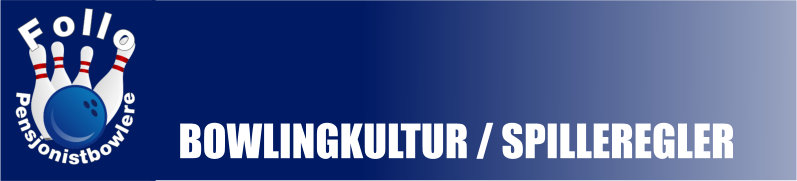 Follo
Pensjonistbowlere
BOWLINGKULTUR / SPILLEREGLER